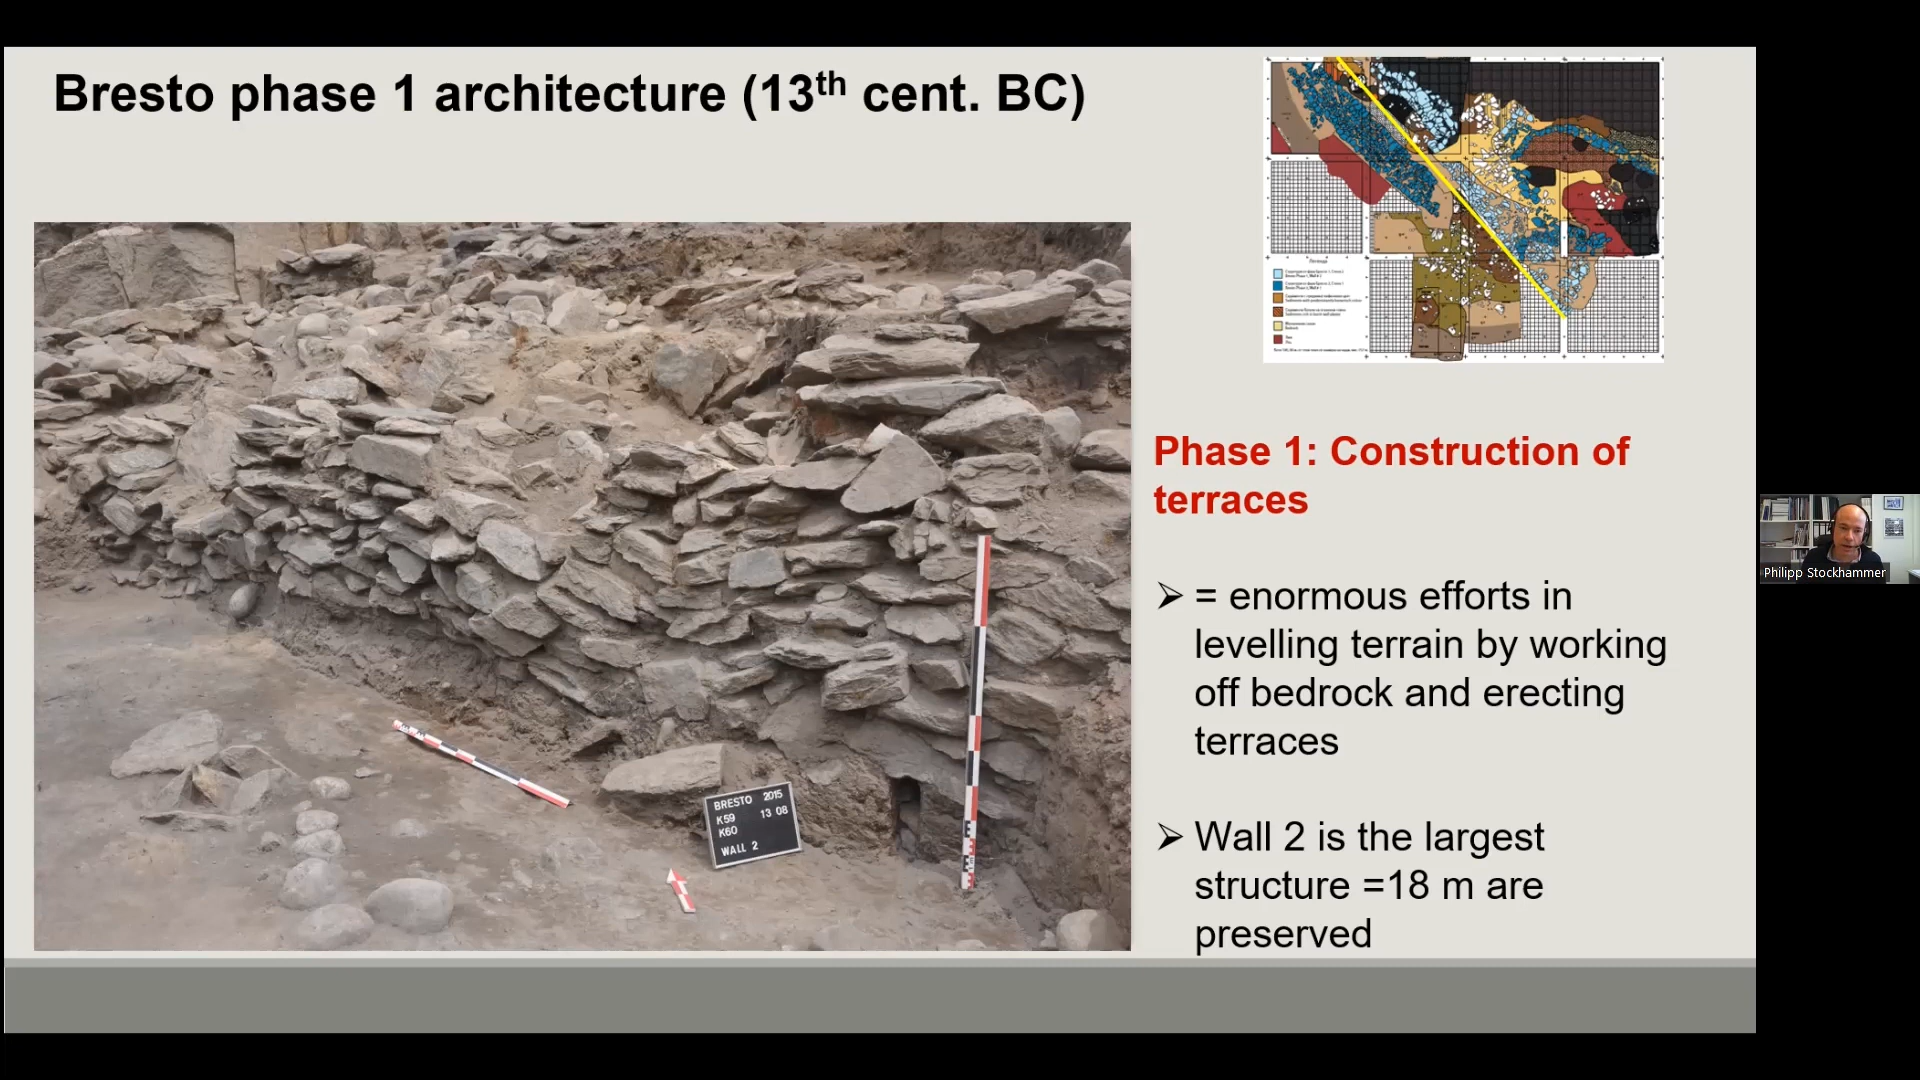 Bresto phase 1 architecture (13th cent. BC)
Легенда
Phase 1: Construction of
terraces
➢ = enormous efforts in
levelling terrain by working
off bedrock and erecting
terraces
➢ Wall 2 is the largest
structure =18 m are
preserved
BRESTO 2015
K59 13 08
K60
WALL 2
Philipp Stockhammer